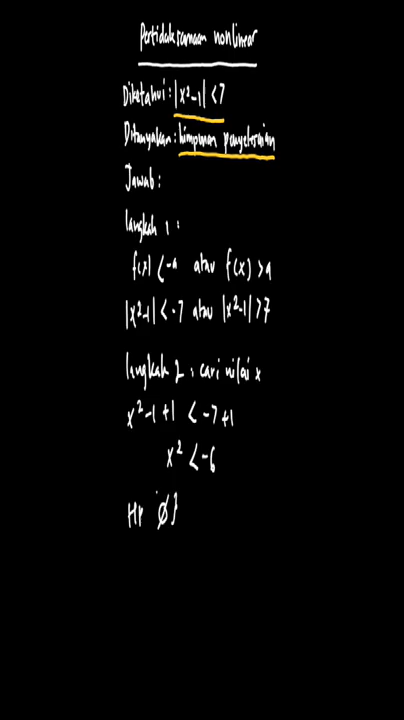 Pertidaksamaan nonlinear
Diketahui: |x²-1| < 7
Ditanyakan: himpunan penyelesaian
Jawab:
langkah 1:
f(x) < -a atau f(x) > a
|x²-1| < -7 atau |x²-1| > 7
langkah 2, cari nilai x
x²-1 +1 < -7 +1
x² < -6
HP Ø}